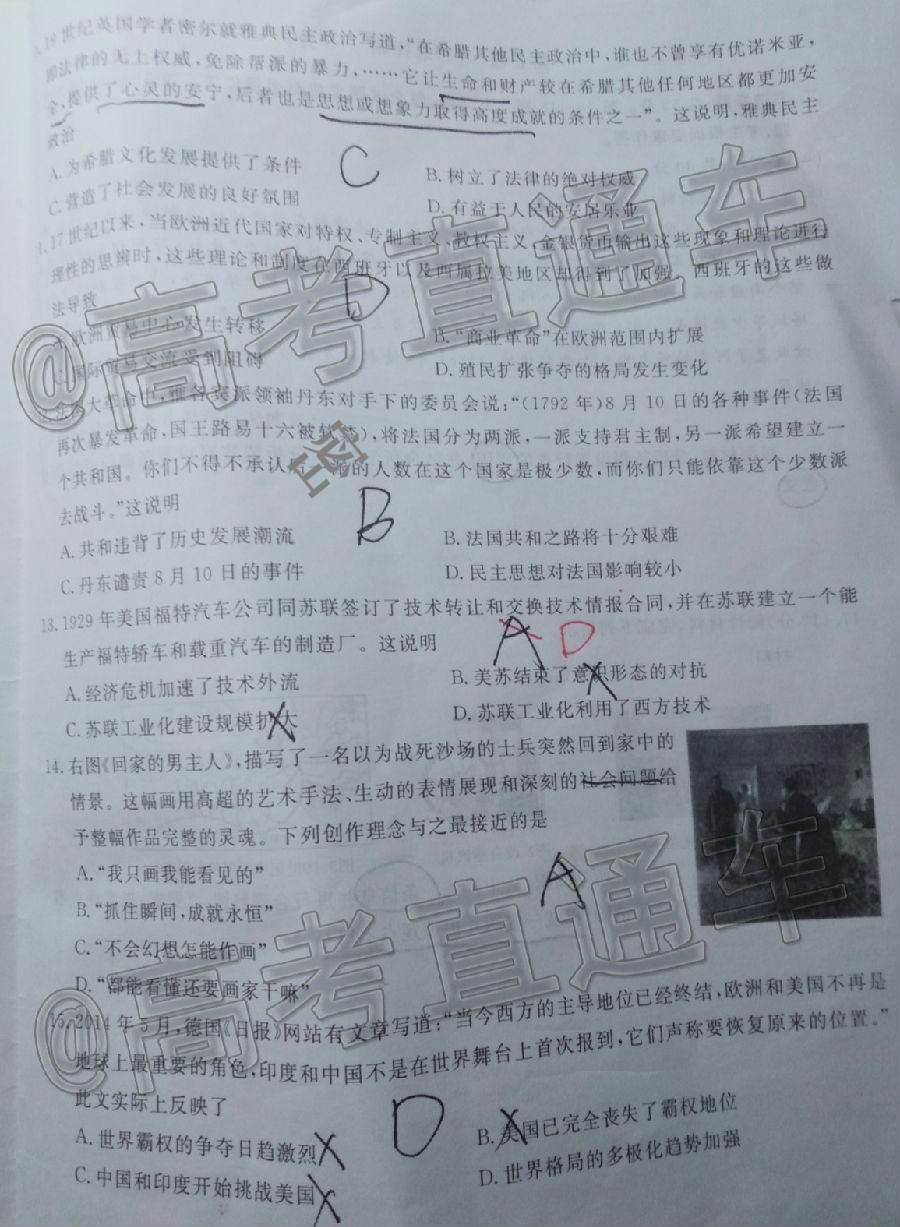 19世纪英国学者密尔就雅典民主政治写道,“在希腊其他民主政治中,谁也不曾享有优诺米亚,
即法律的无上权威,免除帮派的暴力,……它让生命和财产较在希腊其他任何地区都更加安
全,提供了心灵的安宁,后者也是思想或想象力取得高度成就的条件之一”。这说明,雅典民主
政治
C
A.为希腊文化发展提供了条件 B.树立了法律的绝对权威
C.营造了社会发展的良好氛围 D.有益于人民的安居乐业
17世纪以来,当欧洲近代国家对特权、专制主义、教权主义、金银货币输出这些现象和理论进行
理性的思辨时,这些理论和制度在西班牙以及西属拉美地区却得到了加强。西班牙的这些做
法导致
D
A.欧洲贸易中心发生转移 B.“商业革命”在欧洲范围内扩展
C.国际贸易交流受到阻碍 D.殖民扩张争夺的格局发生变化
大革命中,雅各宾派领袖丹东对手下的委员会说:“(1792年)8月10日的各种事件(法国
再次暴发革命,国王路易十六被),将法国分为两派,一派支持君主制,另一派希望建立一
个共和国。你们不得不承认,的人数在这个国家是极少数,而你们只能依靠这个少数派
去战斗。”这说明
密
B
A.共和违背了历史发展潮流 B.法国共和之路将十分艰难
C.丹东谴责8月10日的事件 D.民主思想对法国影响较小
13.1929年美国福特汽车公司同苏联签订了技术转让和交换技术情报合同,并在苏联建立一个能
生产福特轿车和载重汽车的制造厂。这说明
A D
A.经济危机加速了技术外流 B.美苏结束了意识形态的对抗
C.苏联工业化建设规模扩大 D.苏联工业化利用了西方技术
14.右图《回家的男主人》,描写了一名以为战死沙场的士兵突然回到家中的
情景。这幅画用高超的艺术手法、生动的表情展现和深刻的社会问题给
予整幅作品完整的灵魂。下列创作理念与之最接近的是
A.“我只画我能看见的”
A
B.“抓住瞬间,成就永恒”
C.“不会幻想怎能作画”
D.“都能看懂还要画家干嘛”
15.2014年5月,德国《日报》网站有文章写道:“当今西方的主导地位已经终结,欧洲和美国不再是
地球上最重要的角色,印度和中国不是在世界舞台上首次报到,它们声称要恢复原来的位置。”
此文实际上反映了
D
A.世界霸权的争夺日趋激烈 B.美国已完全丧失了霸权地位
C.中国和印度开始挑战美国 D.世界格局的多极化趋势加强
@高考直通车
@高考直通车